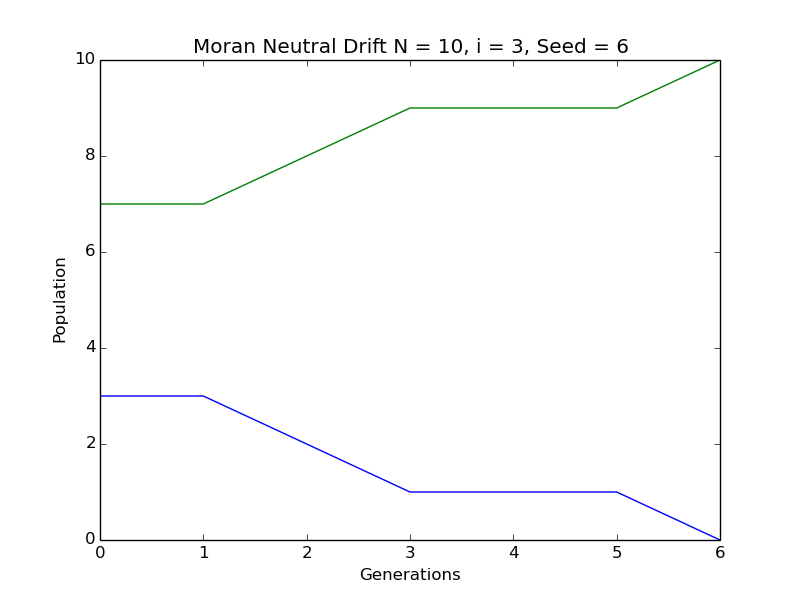 Moran Neutral Drift N = 10, i = 3, Seed = 6
10
8
6
4
2
0
Population
0 1 2 3 4 5 6
Generations